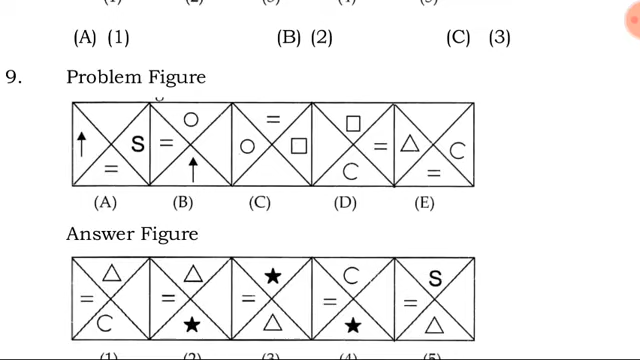 (A) (1) (B) (2) (C) (3)
9. Problem Figure
↑ S = = ○ ↑ = ○ □ □ = C △ C =
(A) (B) (C) (D) (E)
Answer Figure
△ = C △ = ★ ★ = △ C = ★ S = △